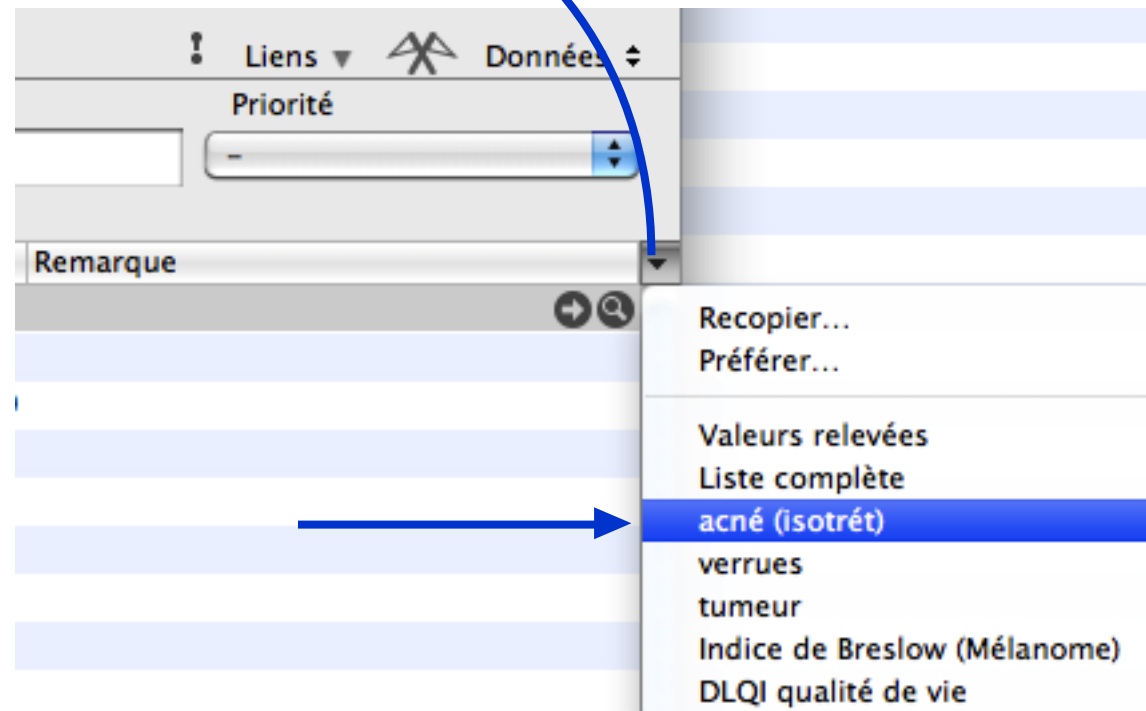 Liens ▼ Données
Priorité
–
Remarque
Recopier...
Préférer...
Valeurs relevées
Liste complète
acné (isotrét)
verrues
tumeur
Indice de Breslow (Mélanome)
DLQI qualité de vie